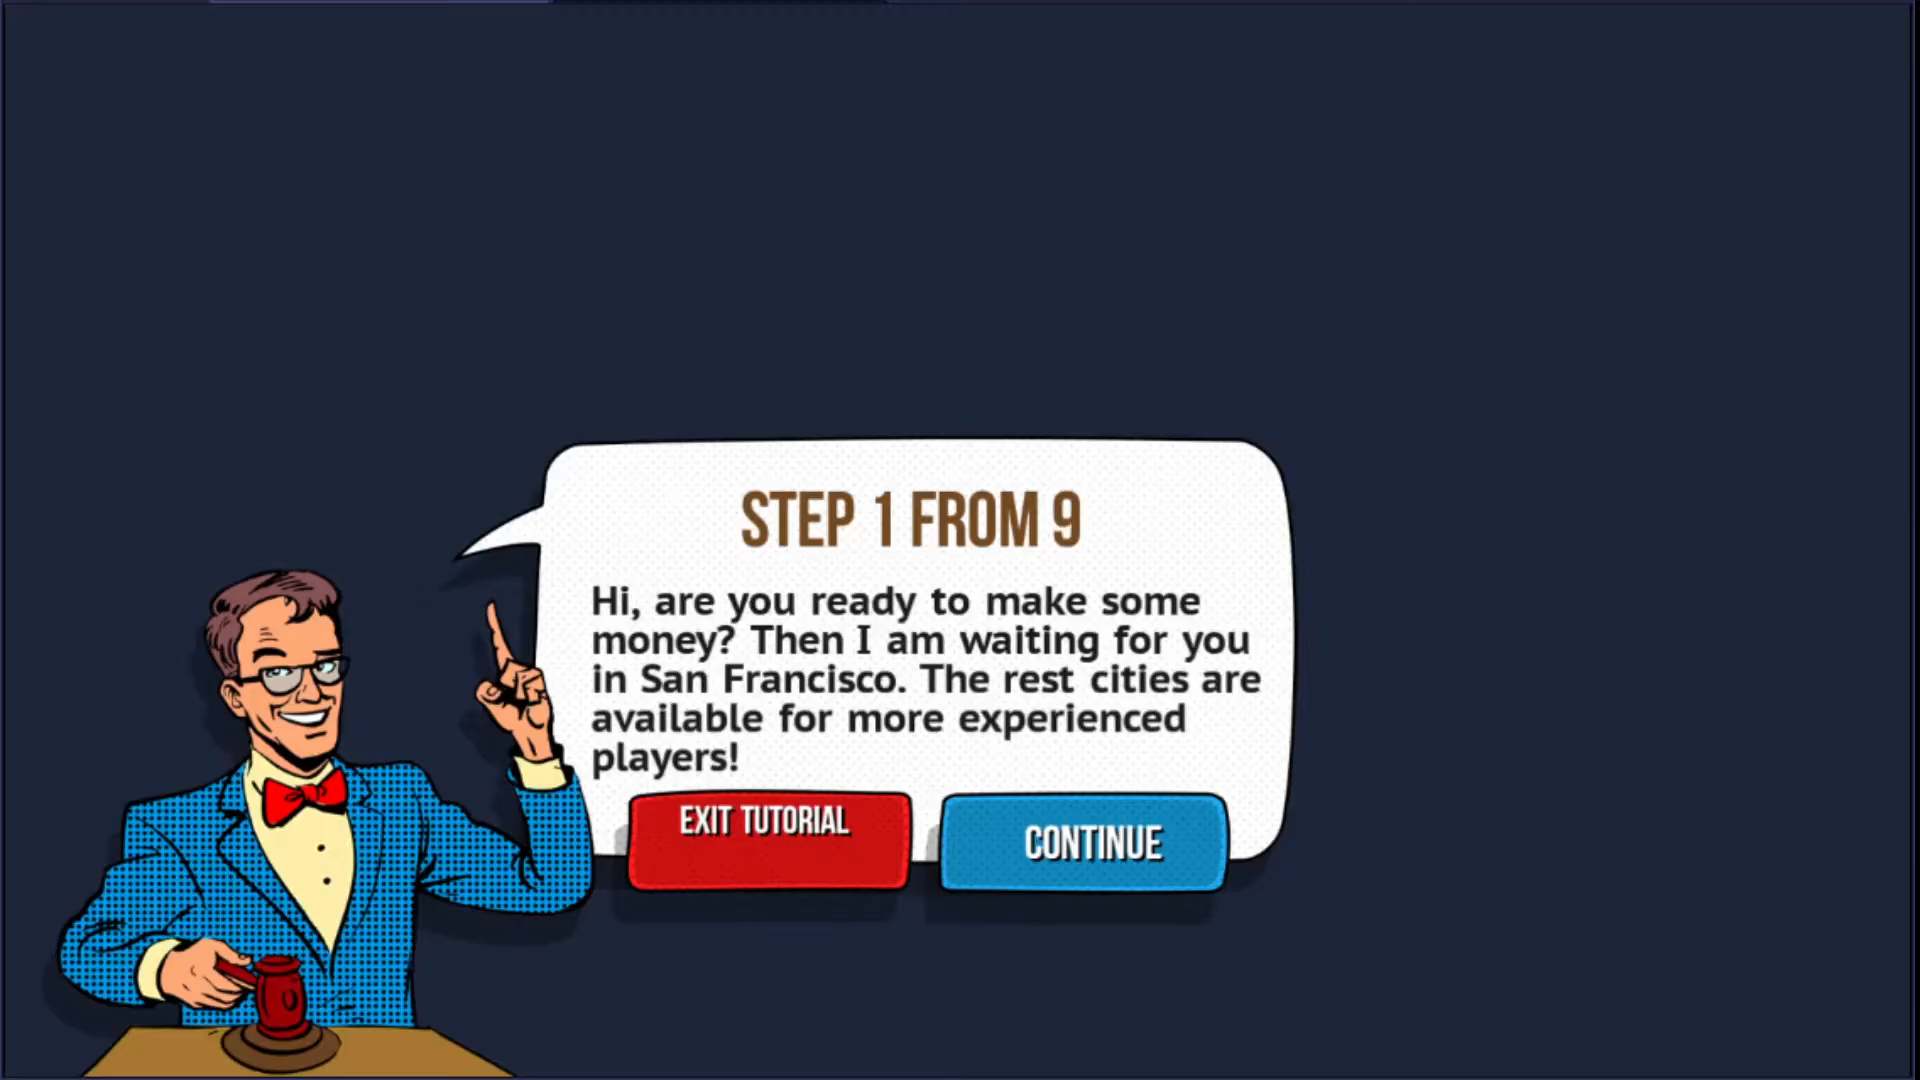 STEP 1 FROM 9
Hi, are you ready to make some
money? Then I am waiting for you
in San Francisco. The rest cities are
available for more experienced
players!
EXIT TUTORIAL
CONTINUE